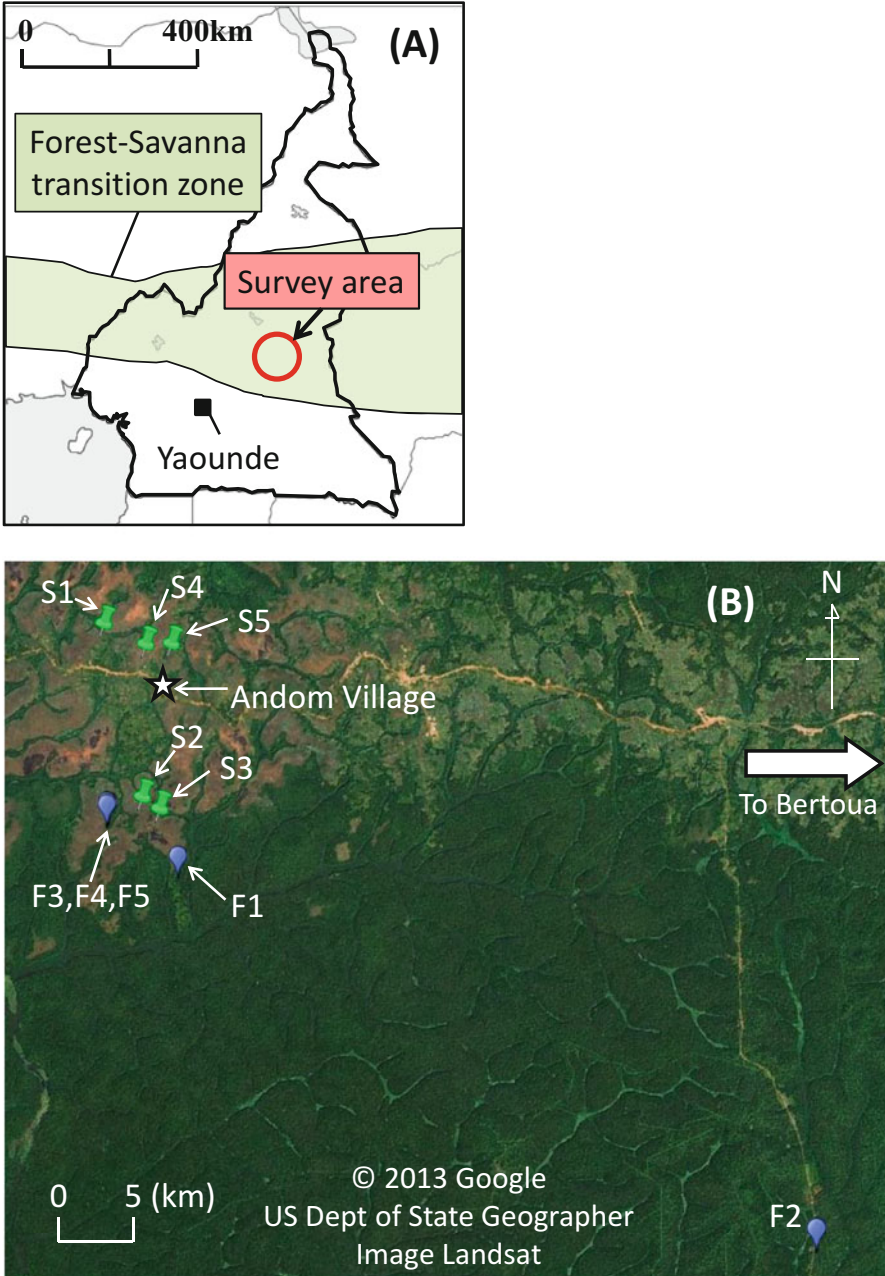 0 400km
(A)
Forest-Savanna
transition zone
Survey area
Yaounde
S1
S4
S5
(B)
N
Andom Village
S2
S3
To Bertoua
F3,F4,F5
F1
0 5 (km)
© 2013 Google
US Dept of State Geographer
Image Landsat
F2